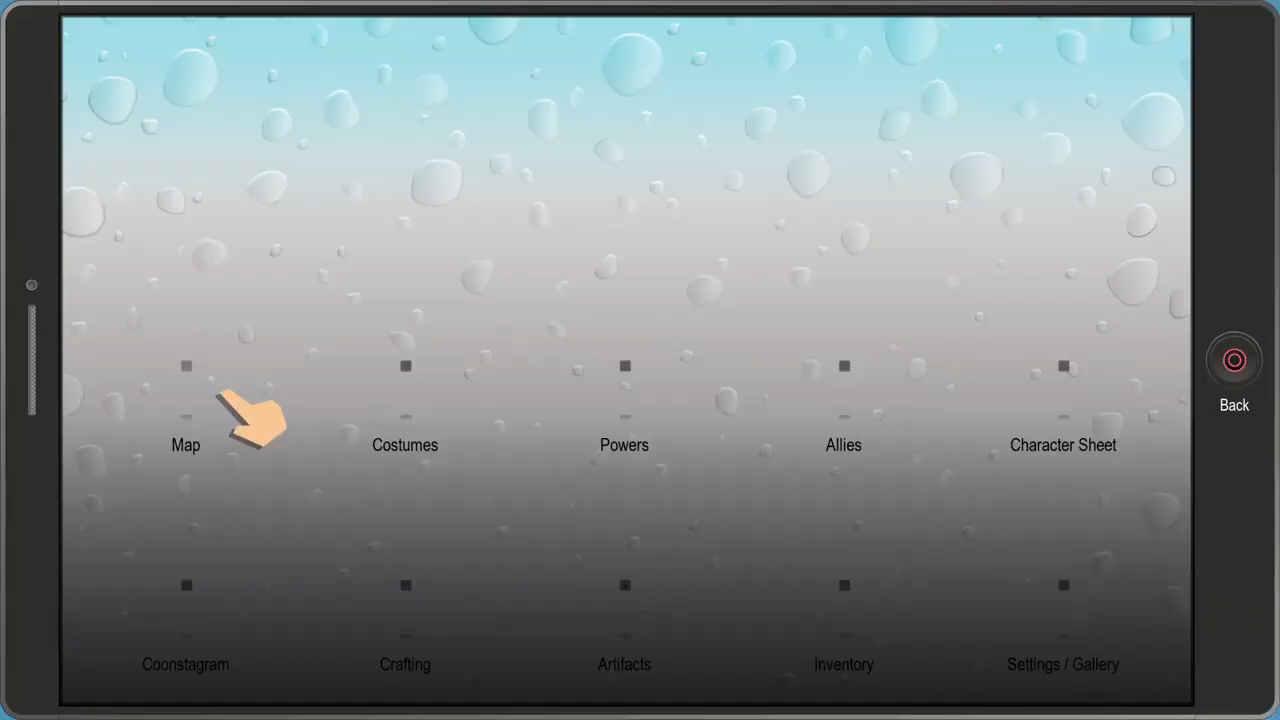 Back
Map
Costumes
Powers
Allies
Character Sheet
Coonstagram
Crafting
Artifacts
Inventory
Settings / Gallery